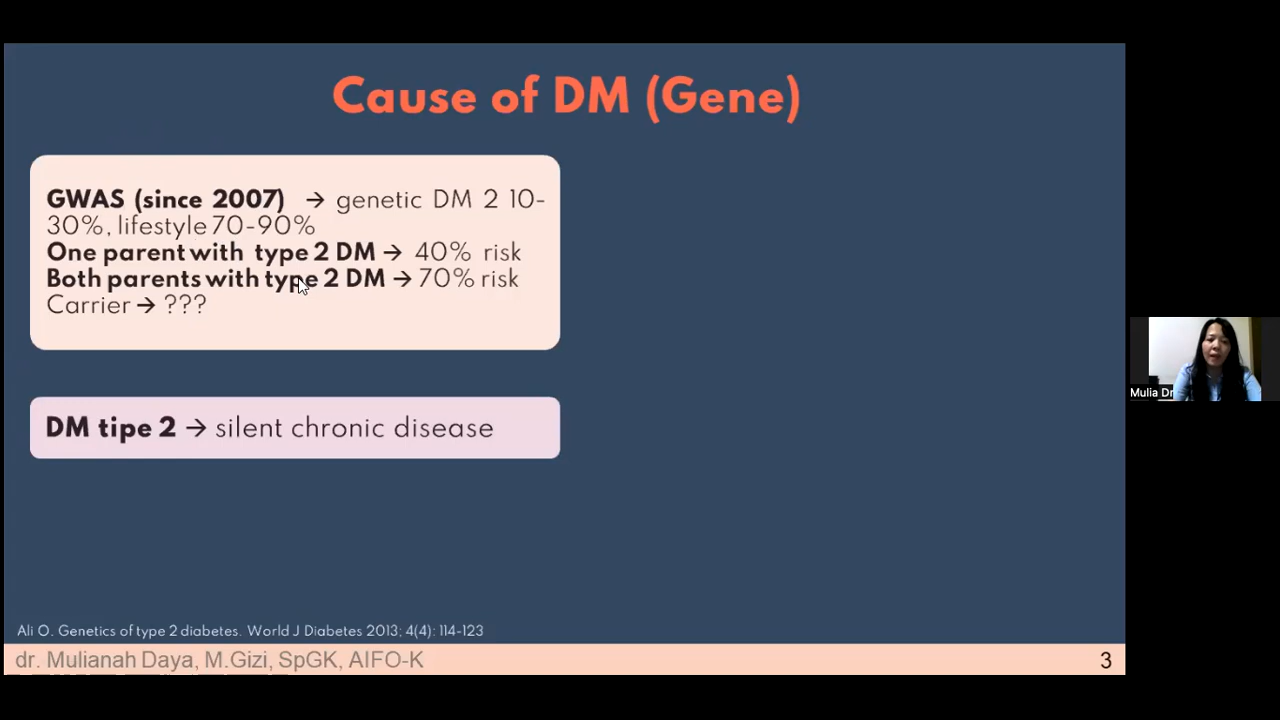 Cause of DM (Gene)
GWAS (since 2007) → genetic DM 2 10-
30%, lifestyle 70-90%
One parent with type 2 DM → 40% risk
Both parents with type 2 DM → 70% risk
Carrier → ???
DM tipe 2 → silent chronic disease
Ali O. Genetics of type 2 diabetes. World J Diabetes 2013; 4(4): 114-123
dr. Mulianah Daya, M.Gizi, SpGK, AIFO-K
3
Mulia Dr